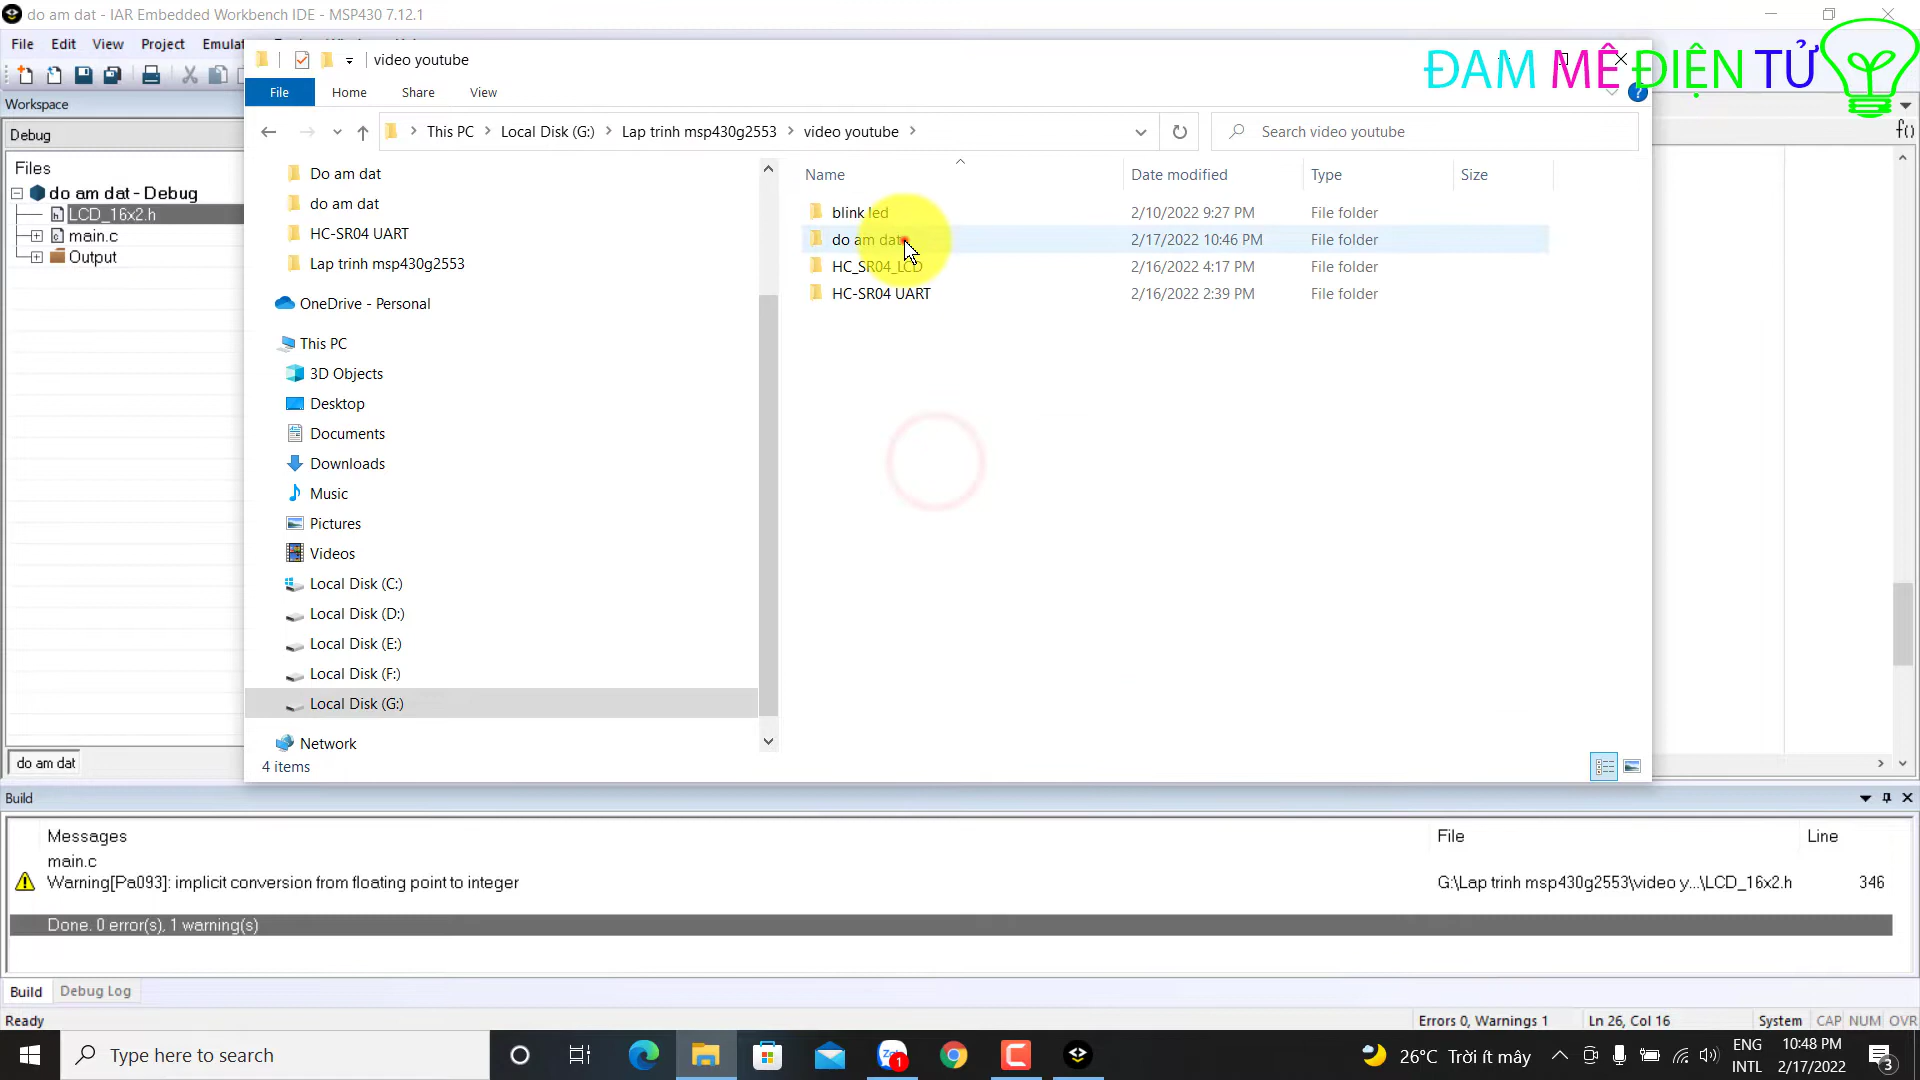 do am dat - IAR Embedded Workbench IDE - MSP430 7.12.1
File Edit View Project Emulat
video youtube
ĐAM MÊ ĐIỆN TỬ
File Home Share View
Workspace
Debug
This PC Local Disk (G:) Lap trinh msp430g2553 video youtube
Search video youtube
Files
do am dat - Debug
LCD_16x2.h
main.c
Output
Do am dat
do am dat
HC-SR04 UART
Lap trinh msp430g2553
OneDrive - Personal
This PC
3D Objects
Desktop
Documents
Downloads
Music
Pictures
Videos
Local Disk (C:)
Local Disk (D:)
Local Disk (E:)
Local Disk (F:)
Local Disk (G:)
Network
4 items
Name Date modified Type Size
blink led 2/10/2022 9:27 PM File folder
do am dat 2/17/2022 10:46 PM File folder
HC_SR04_LCD 2/16/2022 4:17 PM File folder
HC-SR04 UART 2/16/2022 2:39 PM File folder
f()
do am dat
Build
Messages File Line
main.c
Warning[Pa093]: implicit conversion from floating point to integer G:\Lap trinh msp430g2553\video y...\LCD_16x2.h 346
Done. 0 error(s), 1 warning(s)
Build Debug Log
Ready Errors 0, Warnings 1 Ln 26, Col 16 System CAP NUM OVR
Type here to search
1
26°C Trời ít mây
ENG
INTL
10:48 PM
2/17/2022
3